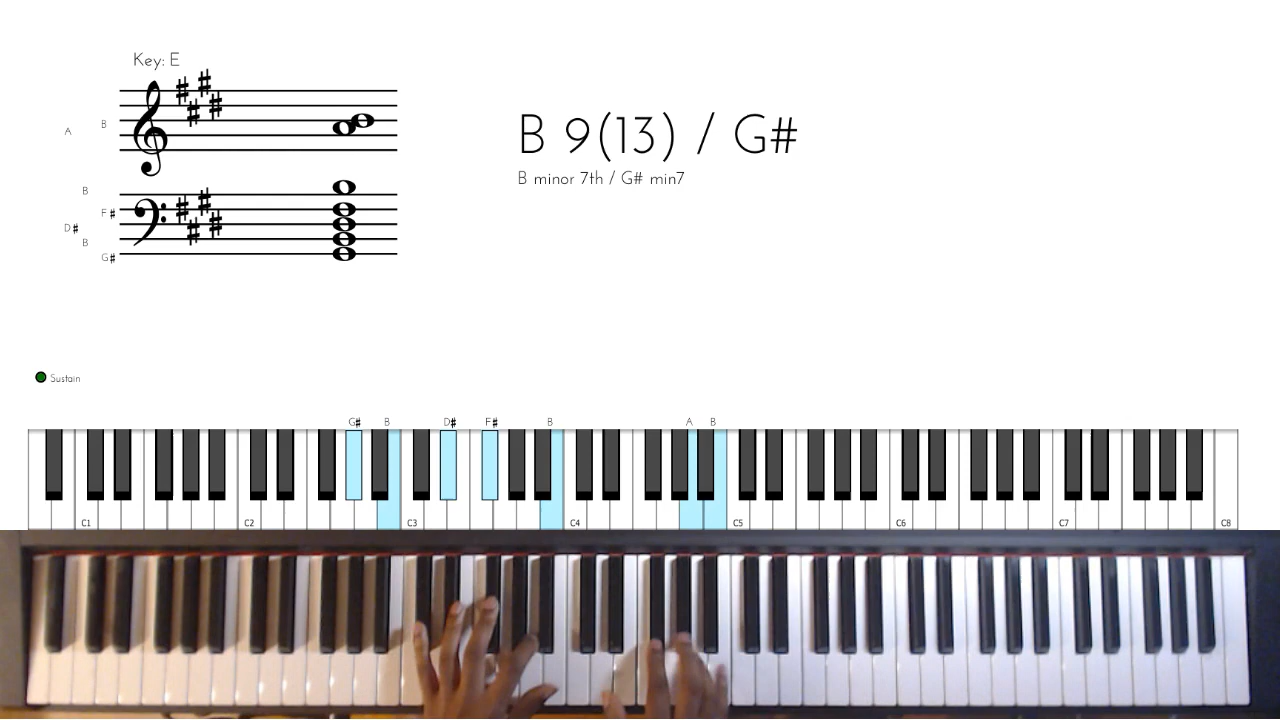 Key: E
B 9(13) / G#
B minor 7th / G# min7
A
B
B
F#
D#
B
G#
Sustain
G# B D# F# B A B
C1 C2 C3 C4 C5 C6 C7 C8